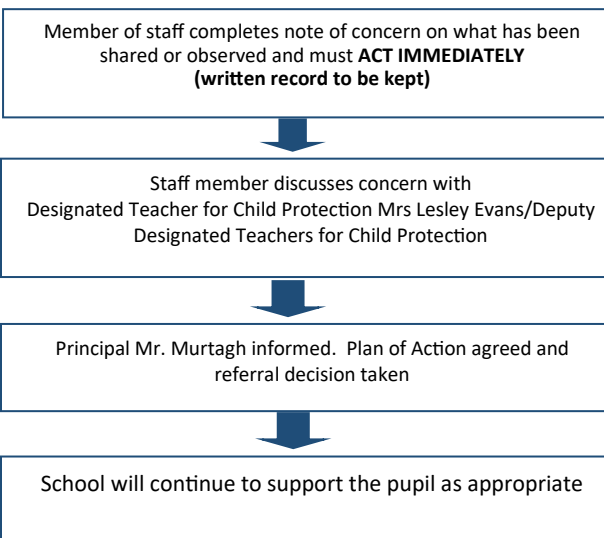 Member of staff completes note of concern on what has been
shared or observed and must ACT IMMEDIATELY
(written record to be kept)
Staff member discusses concern with
Designated Teacher for Child Protection Mrs Lesley Evans/Deputy
Designated Teachers for Child Protection
Principal Mr. Murtagh informed.  Plan of Action agreed and
referral decision taken
School will continue to support the pupil as appropriate